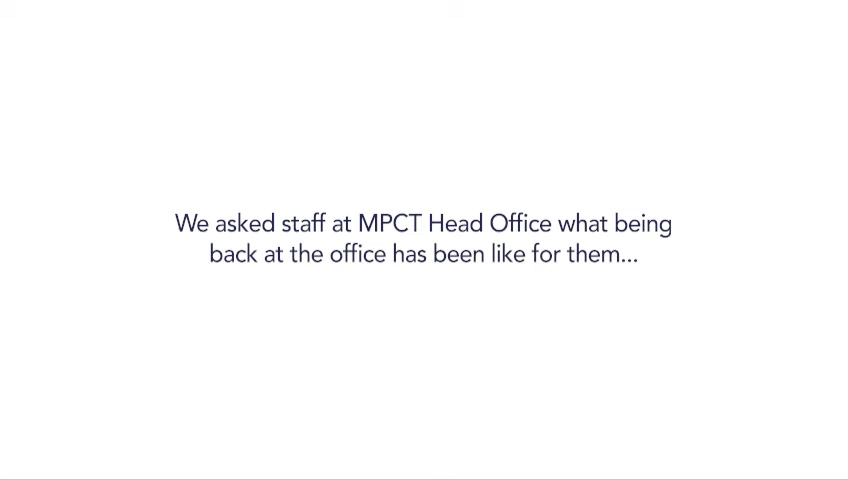 We asked staff at MPCT Head Office what being
back at the office has been like for them...